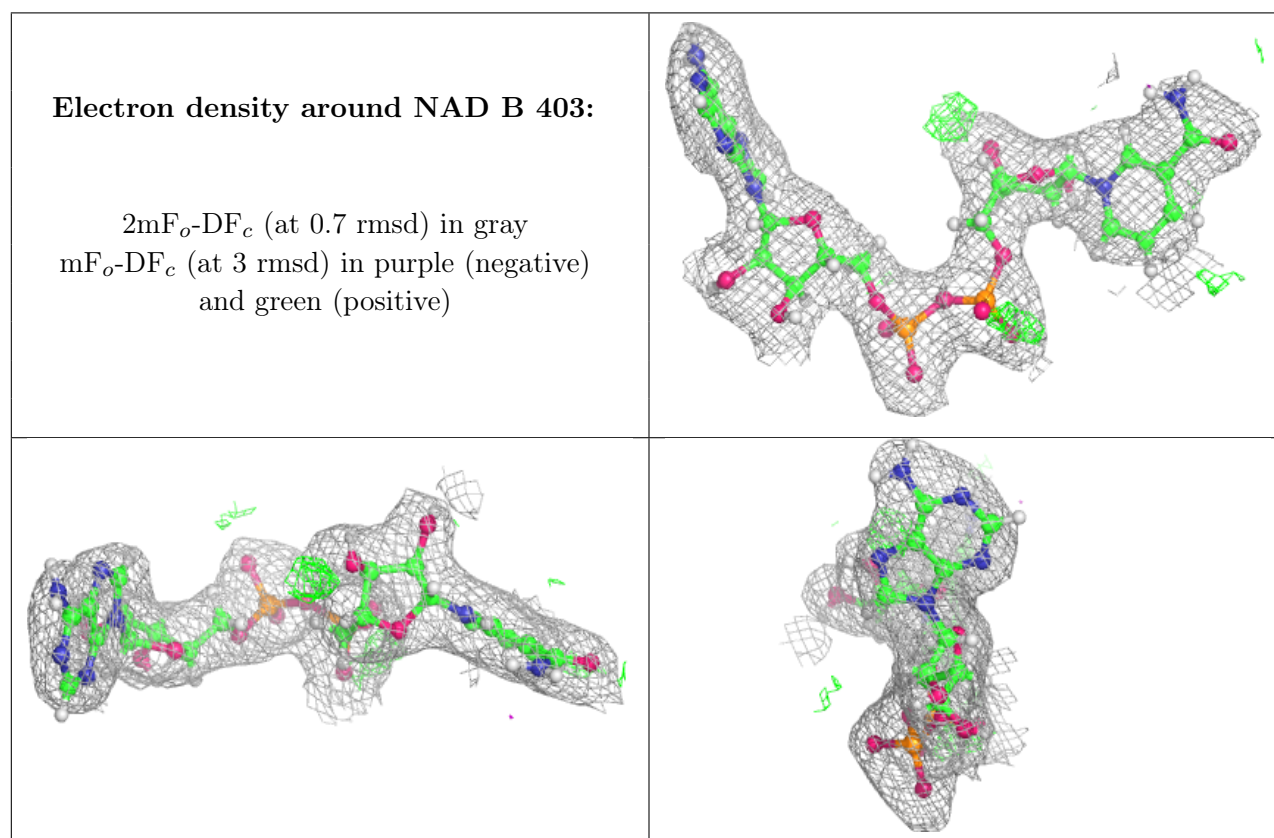 Electron density around NAD B 403:
2mFₒ-DF𝒸 (at 0.7 rmsd) in gray
mFₒ-DF𝒸 (at 3 rmsd) in purple (negative)
and green (positive)